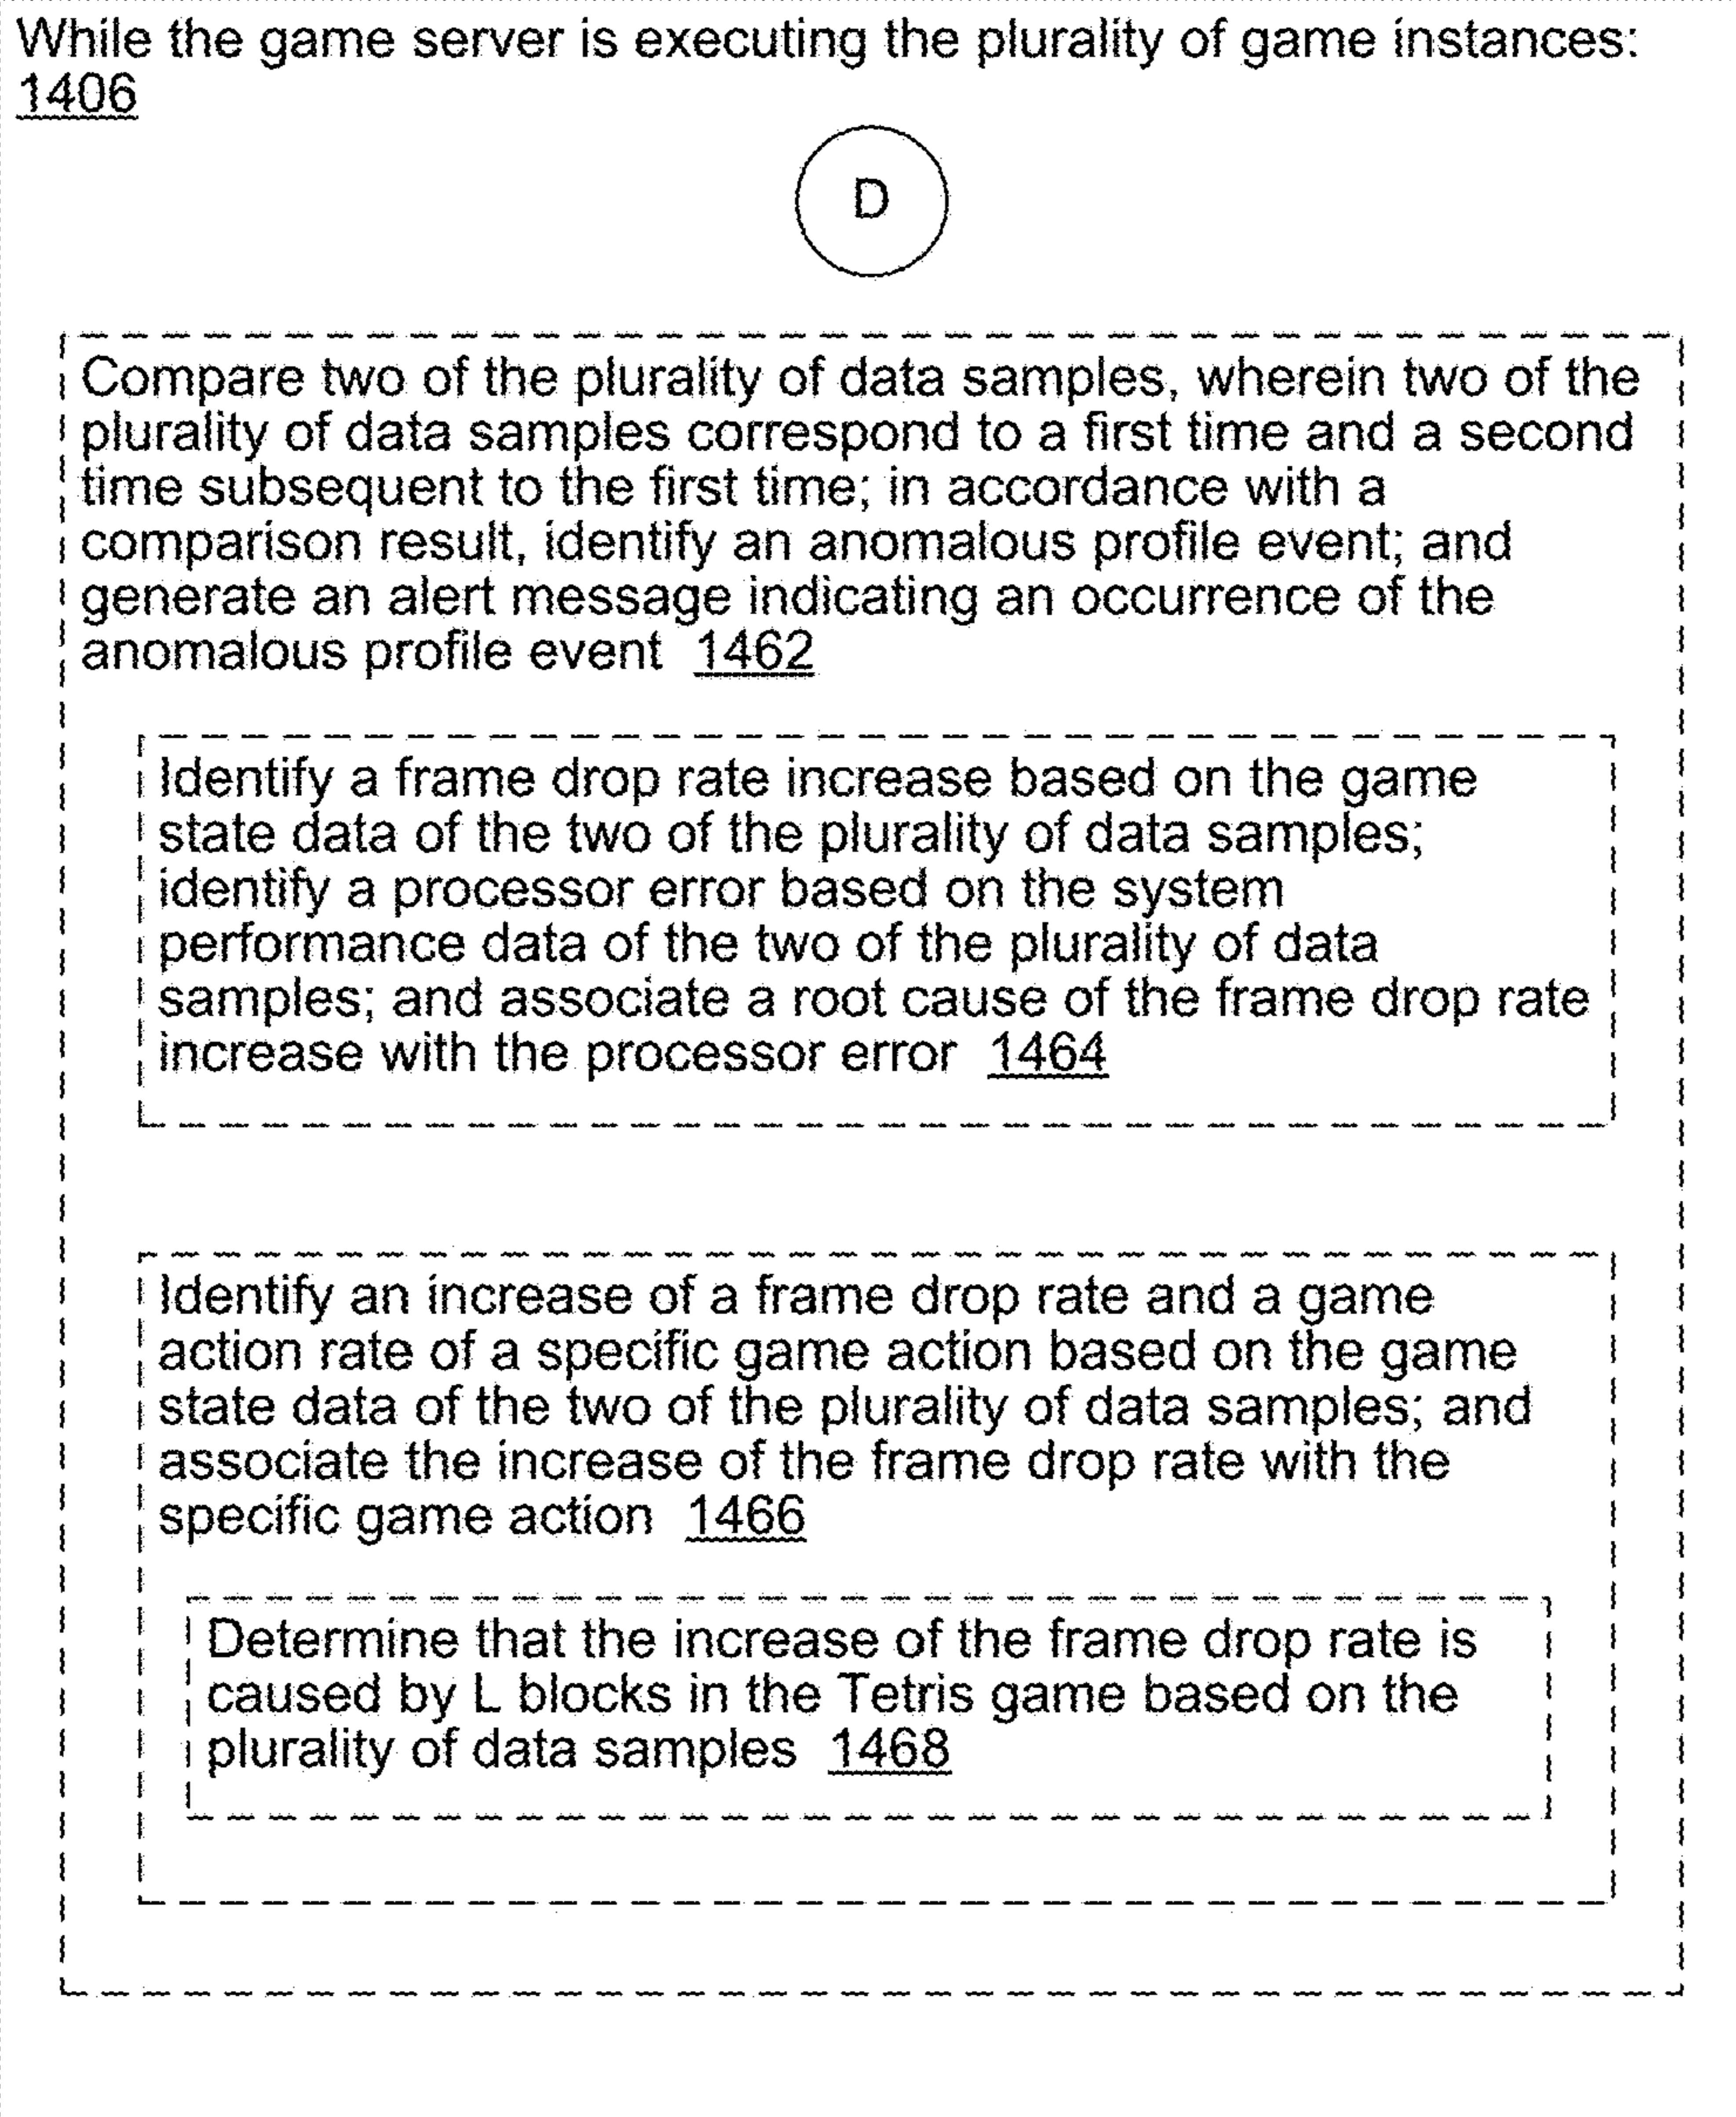 While the game server is executing the plurality of game instances:
1406
D
Compare two of the plurality of data samples, wherein two of the
plurality of data samples correspond to a first time and a second
time subsequent to the first time; in accordance with a
comparison result, identify an anomalous profile event; and
generate an alert message indicating an occurrence of the
anomalous profile event 1462
Identify a frame drop rate increase based on the game
state data of the two of the plurality of data samples;
identify a processor error based on the system
performance data of the two of the plurality of data
samples; and associate a root cause of the frame drop rate
increase with the processor error 1464
Identify an increase of a frame drop rate and a game
action rate of a specific game action based on the game
state data of the two of the plurality of data samples; and
associate the increase of the frame drop rate with the
specific game action 1466
Determine that the increase of the frame drop rate is
caused by L blocks in the Tetris game based on the
plurality of data samples 1468